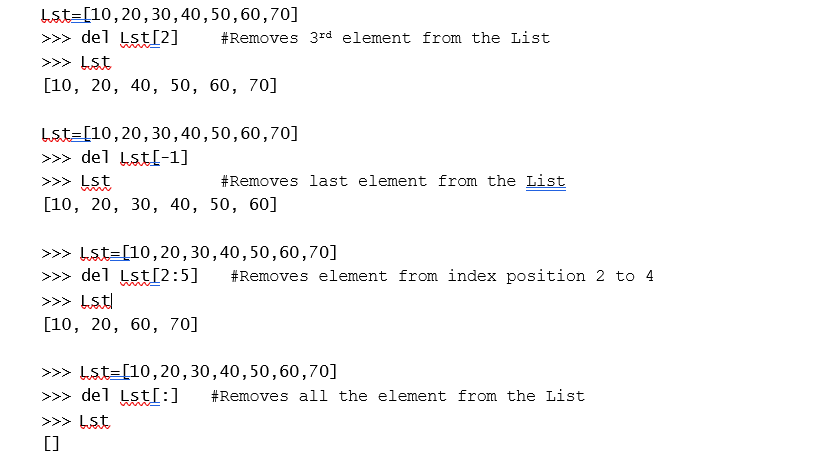 Lst=[10,20,30,40,50,60,70]
>>> del Lst[2]    #Removes 3rd element from the List
>>> Lst
[10, 20, 40, 50, 60, 70]
Lst=[10,20,30,40,50,60,70]
>>> del Lst[-1]
>>> Lst           #Removes last element from the List
[10, 20, 30, 40, 50, 60]
>>> Lst=[10,20,30,40,50,60,70]
>>> del Lst[2:5]   #Removes element from index position 2 to 4
>>> Lst
[10, 20, 60, 70]
>>> Lst=[10,20,30,40,50,60,70]
>>> del Lst[:]   #Removes all the element from the List
>>> Lst
[]